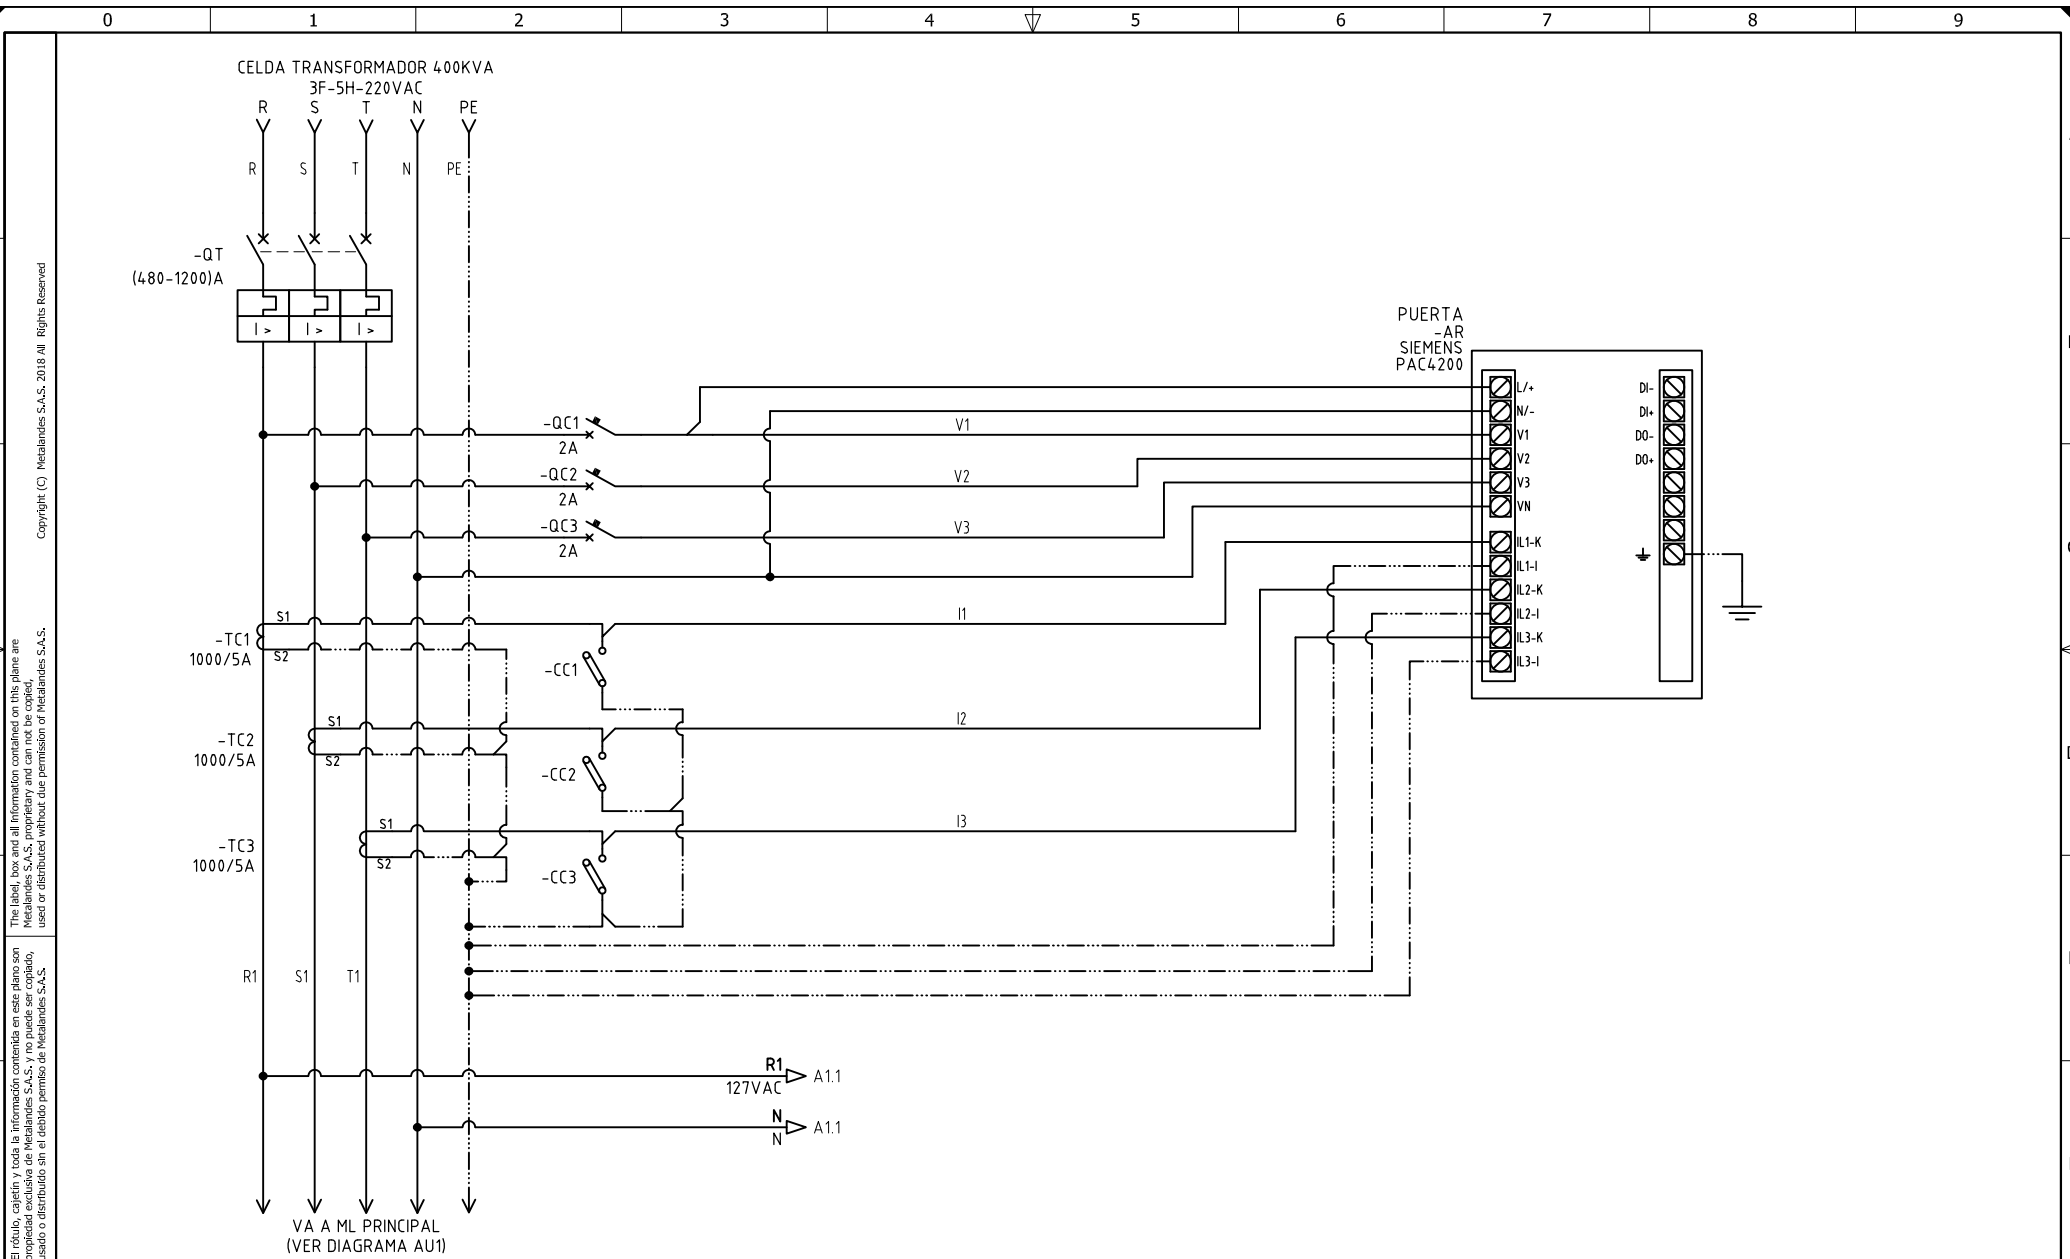 0 1 2 3 4 5 6 7 8 9
CELDA TRANSFORMADOR 400KVA
3F-5H-220VAC
R S T N PE
R S T N PE
-QT
(480-1200)A
I > I > I >
PUERTA
-AR
SIEMENS
PAC4200
L/+
N/-
V1
V2
V3
VN
IL1-K
IL1-I
IL2-K
IL2-I
IL3-K
IL3-I
DI-
DI+
DO-
DO+
-QC1
2A
V1
-QC2
2A
V2
-QC3
2A
V3
S1
-TC1
1000/5A
S2
I1
-CC1
S1
-TC2
1000/5A
S2
I2
-CC2
S1
-TC3
1000/5A
S2
I3
-CC3
R1 S1 T1
R1
127VAC
A1.1
N
N
A1.1
VA A ML PRINCIPAL
(VER DIAGRAMA AU1)
Copyright (C) Metalandes S.A.S. 2018 All Rights Reserved
The label, box and all information contained on this plane are
Metalandes S.A.S. proprietary and can not be copied,
used or distributed without due permission of Metalandes S.A.S.
El rótulo, cajetín y toda la información contenida en este plano son
propiedad exclusiva de Metalandes S.A.S. y no puede ser copiado,
usado o distribuido sin el debido permiso de Metalandes S.A.S.